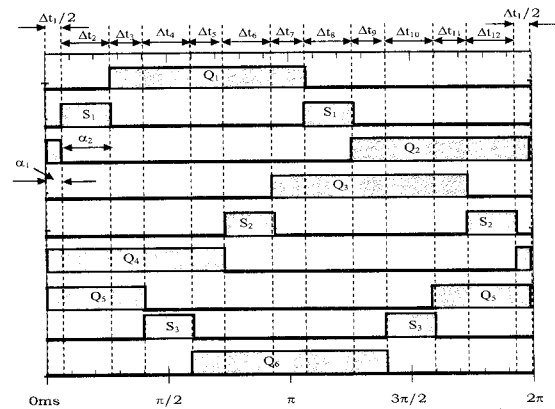 Δt₁/2 Δt₂ Δt₃ Δt₄ Δt₅ Δt₆ Δt₇ Δt₈ Δt₉ Δt₁₀ Δt₁₁ Δt₁₂ Δt₁/2
Q₁
S₁ S₁
α₂ Q₂
α₁ Q₃
S₂ S₂
Q₄
Q₅ Q₅
S₃ S₃
Q₆
0ms π/2 π 3π/2 2π